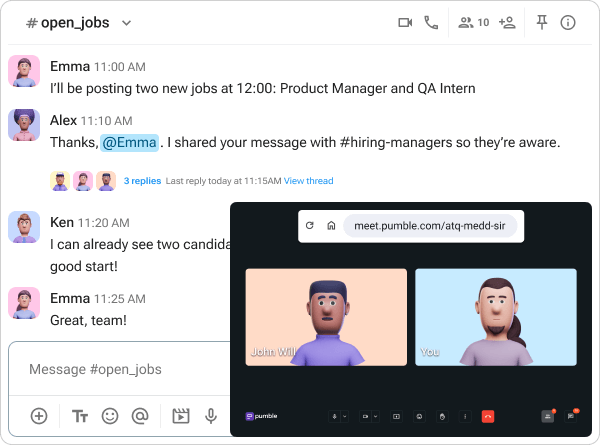 # open_jobs
10
Emma 11:00 AM
I’ll be posting two new jobs at 12:00: Product Manager and QA Intern
Alex 11:10 AM
Thanks, @Emma. I shared your message with #hiring-managers so they’re aware.
3 replies Last reply today at 11:15AM View thread
Ken 11:20 AM
I can already see two candida
good start!
Emma 11:25 AM
Great, team!
Message #open_jobs
meet.pumble.com/atq-medd-sir
John Will
You
pumble